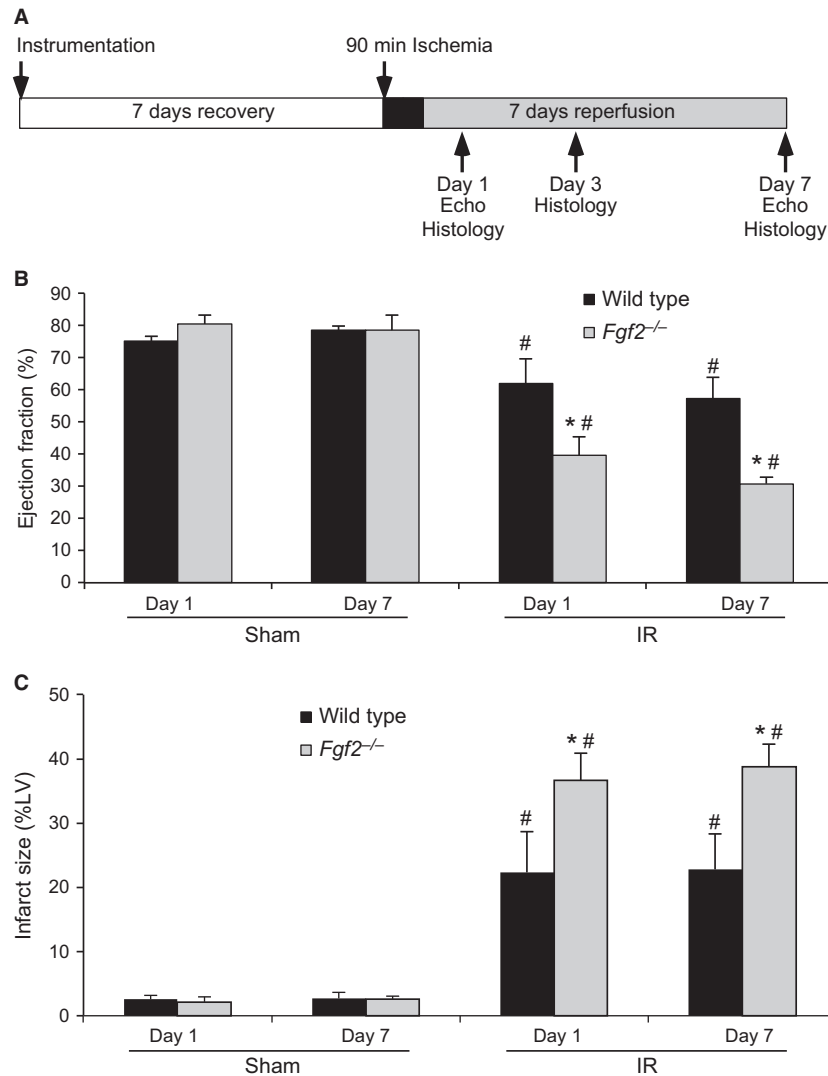 A
Instrumentation 90 min Ischemia
7 days recovery 7 days reperfusion
Day 1 Day 3 Day 7
Echo Histology Echo
Histology Histology
B
90
80
70
60
50
40
30
20
10
0
Ejection fraction (%)
Wild type
Fgf2–/–
#
* #
#
* #
Day 1 Day 7 Day 1 Day 7
Sham IR
C
50
40
30
20
10
0
Infarct size (%LV)
Wild type
Fgf2–/–
#
* #
#
* #
Day 1 Day 7 Day 1 Day 7
Sham IR